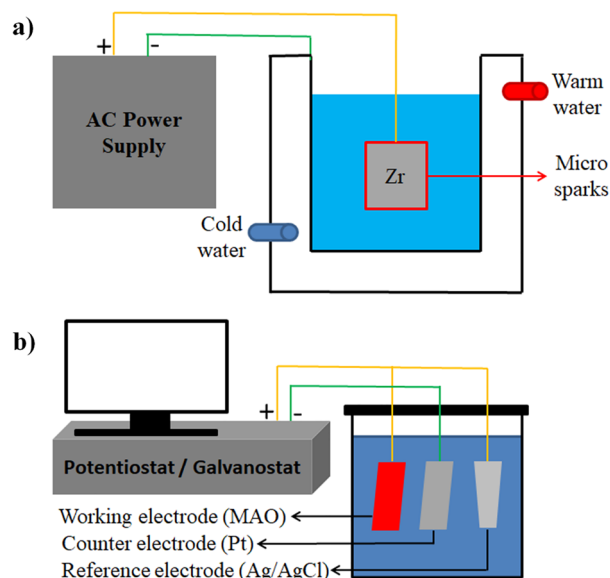 a)
+ -
AC Power
Supply
Warm
water
Zr
Micro
sparks
Cold
water
b)
+ -
Potentiostat / Galvanostat
Working electrode (MAO)
Counter electrode (Pt)
Reference electrode (Ag/AgCl)